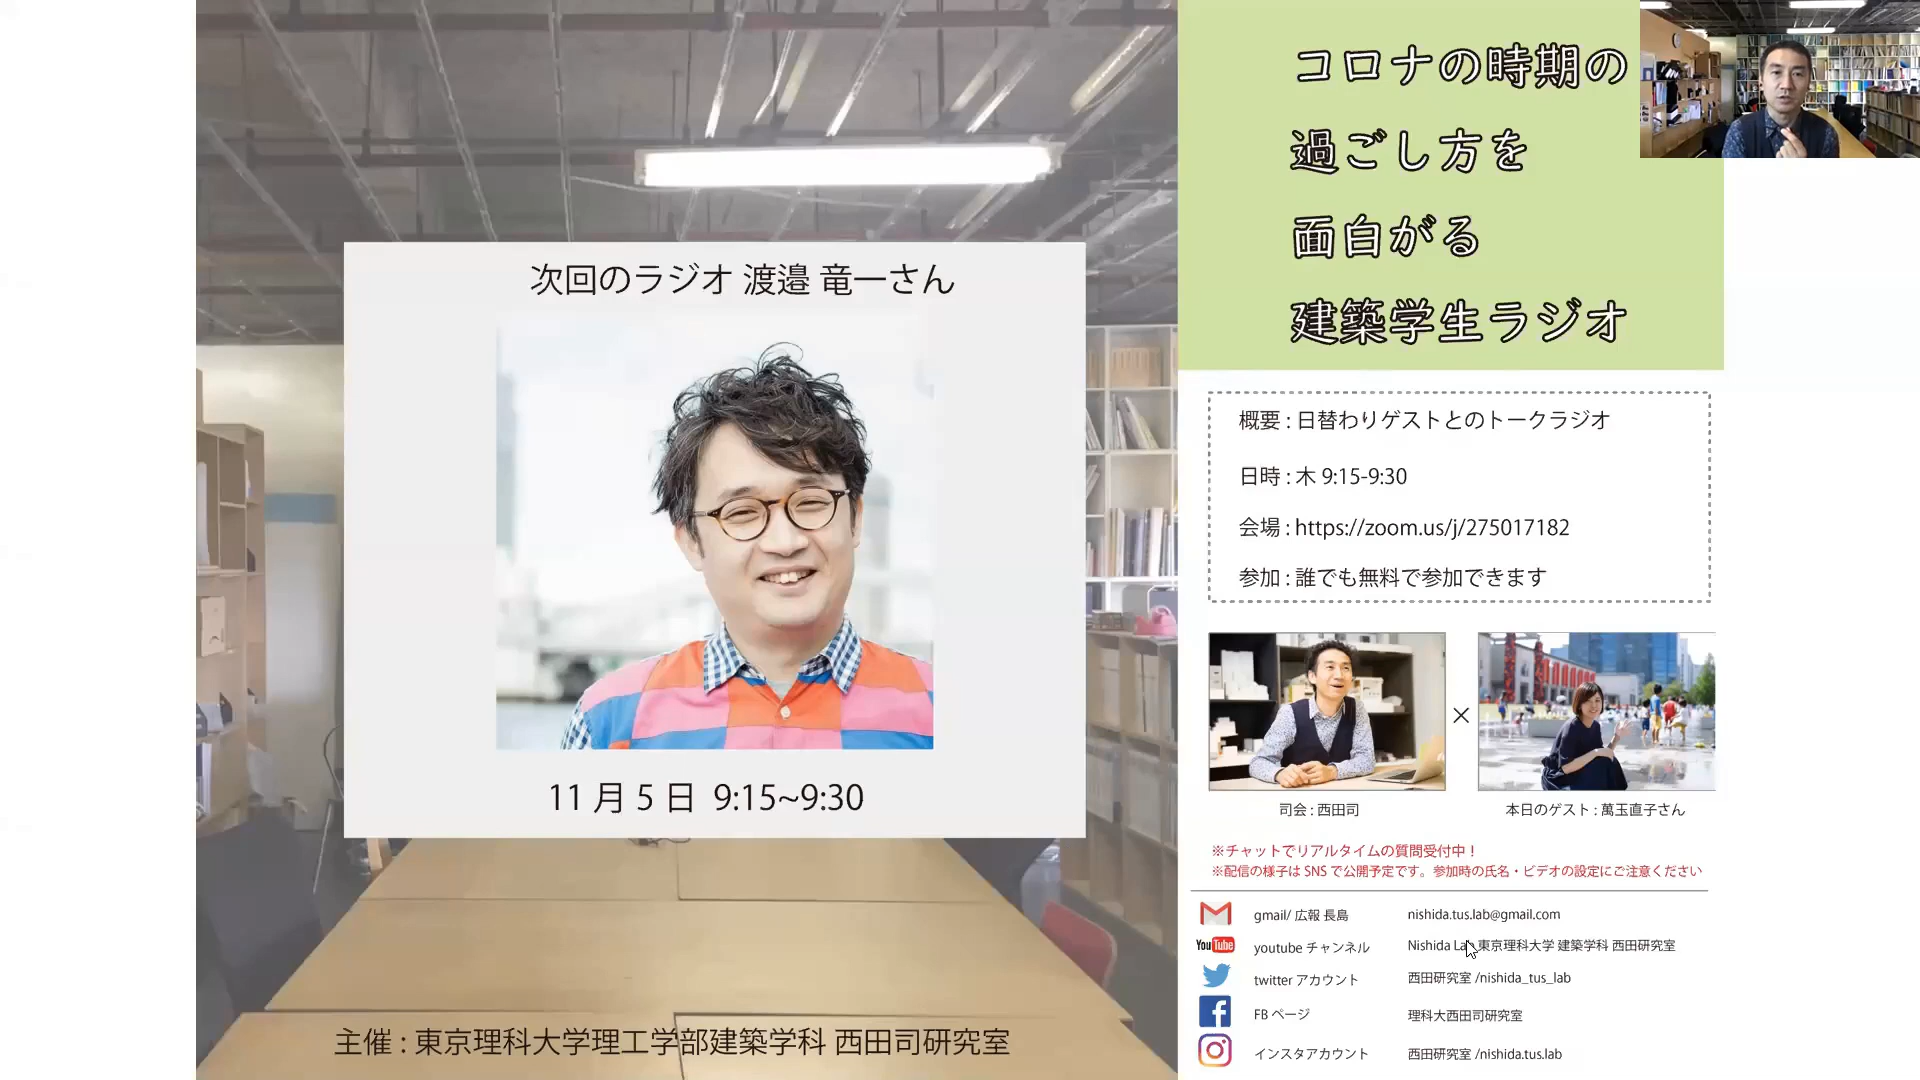 次回のラジオ 渡邉 竜一さん
11 月 5 日 9:15~9:30
主催 : 東京理科大学理工学部建築学科 西田司研究室
コロナの時期の
過ごし方を
面白がる
建築学生ラジオ
概要 : 日替わりゲストとのトークラジオ
日時 : 木 9:15-9:30
会場 : https://zoom.us/j/275017182
参加 : 誰でも無料で参加できます
×
司会 : 西田司
本日のゲスト : 萬玉直子さん
※チャットでリアルタイムの質問受付中！
※配信の様子は SNS で公開予定です。参加時の氏名・ビデオの設定にご注意ください
gmail/ 広報 長島 nishida.tus.lab@gmail.com
YouTube youtube チャンネル Nishida Lab 東京理科大学 建築学科 西田研究室
twitter アカウント 西田研究室 /nishida_tus_lab
FB ページ 理科大西田司研究室
インスタアカウント 西田研究室 /nishida.tus.lab